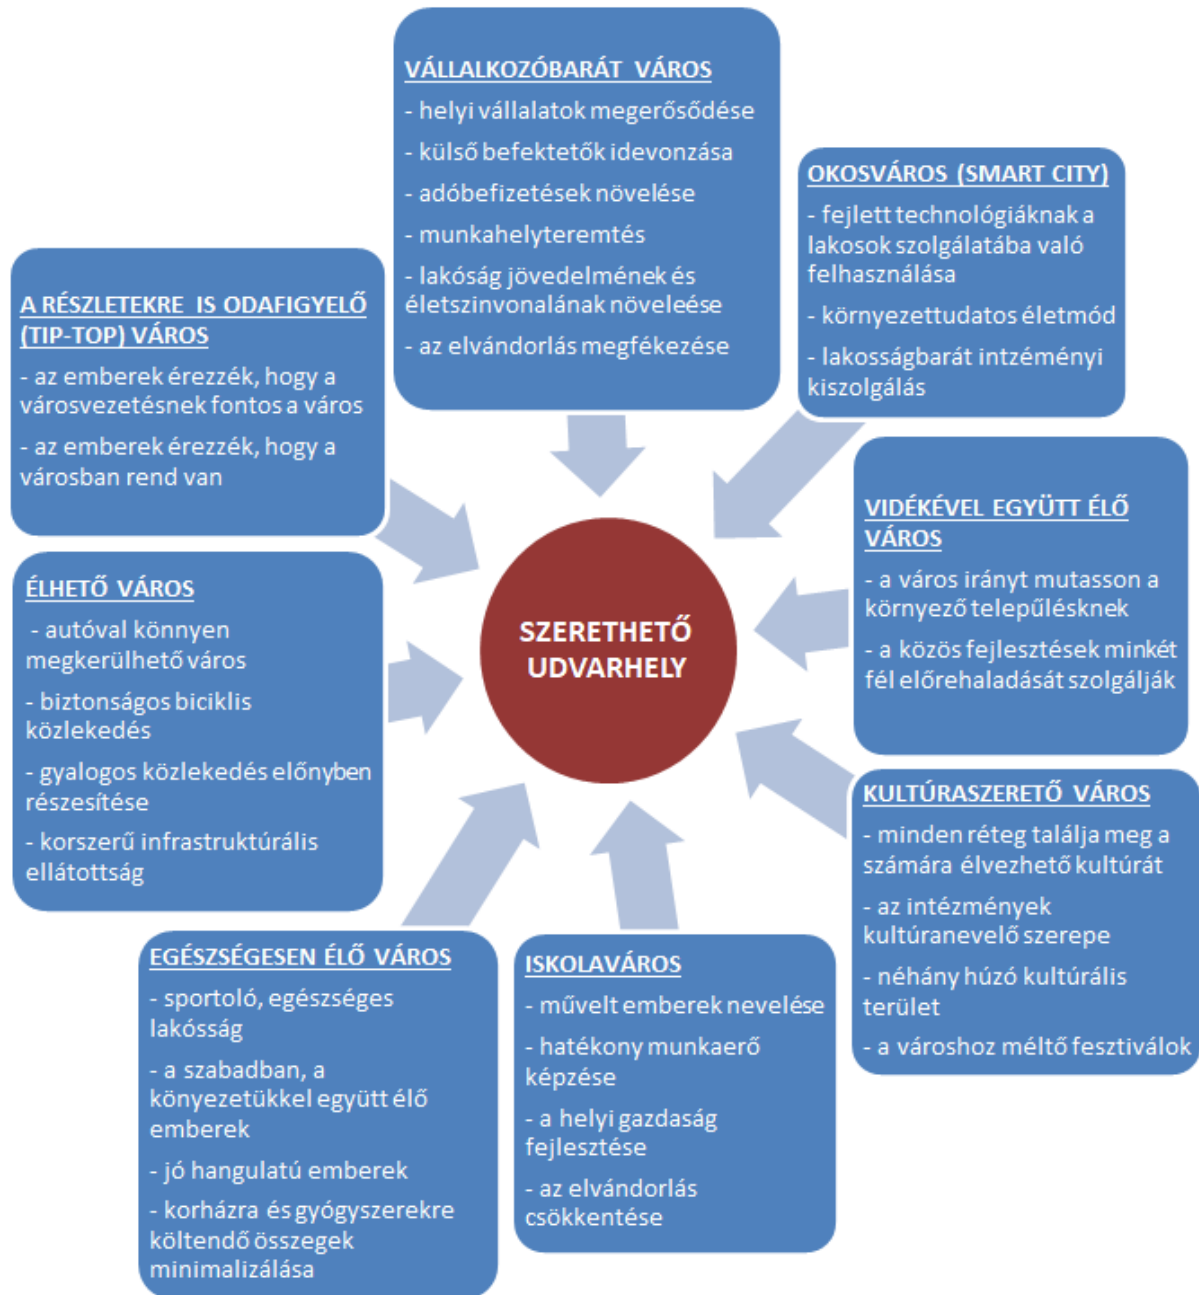 VÁLLALKOZÓBARÁT VÁROS
- helyi vállalatok megerősödése
- külső befektetők idevonzása
- adóbefizetések növelése
- munkahelyteremtés
- lakóság jövedelmének és
életszinvonalának növeleése
- az elvándorlás megfékezése
OKOSVÁROS (SMART CITY)
- fejlett technológiáknak a
lakosok szolgálatába való
felhasználása
- környezettudatos életmód
- lakosságbarát intzéményi
kiszolgálás
A RÉSZLETEKRE IS ODAFIGYELŐ
(TIP-TOP) VÁROS
- az emberek érezzék, hogy a
városvezetésnek fontos a város
- az emberek érezzék, hogy a
városban rend van
VIDÉKÉVEL EGYÜTT ÉLŐ
VÁROS
- a város irányt mutasson a
környező telepűlésknek
- a közös fejlesztések minkét
fél előrehaladását szolgálják
SZERETHETŐ
UDVARHELY
ÉLHETŐ VÁROS
- autóval könnyen
megkerülhető város
- biztonságos biciklis
közlekedés
- gyalogos közlekedés előnyben
részesítése
- korszerű infrastruktúrális
ellátottság
KULTÚRASZERETŐ VÁROS
- minden réteg találja meg a
számára élvezhető kultúrát
- az intézmények
kultúranevelő szerepe
- néhány húzó kultúrális
terület
- a városhoz méltó fesztiválok
EGÉSZSÉGESEN ÉLŐ VÁROS
- sportoló, egészséges
lakósság
- a szabadban, a
könyezetükkel együtt élő
emberek
- jó hangulatú emberek
- korházra és gyógyszerekre
költendő összegek
minimalizálása
ISKOLAVÁROS
- művelt emberek nevelése
- hatékony munkaerő
képzése
- a helyi gazdaság
fejlesztése
- az elvándorlás
csökkentése